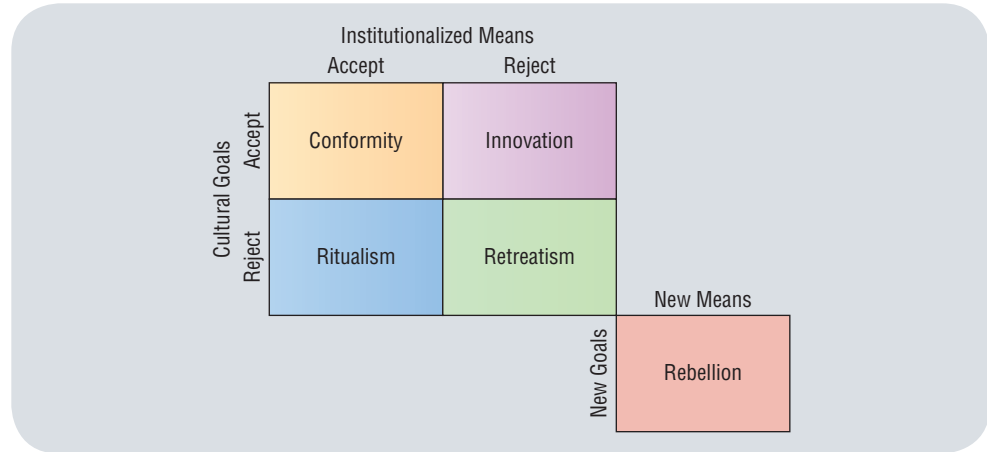 Institutionalized Means
Accept Reject
Cultural Goals
Accept
Conformity Innovation
Reject
Ritualism Retreatism
New Means
New Goals
Rebellion